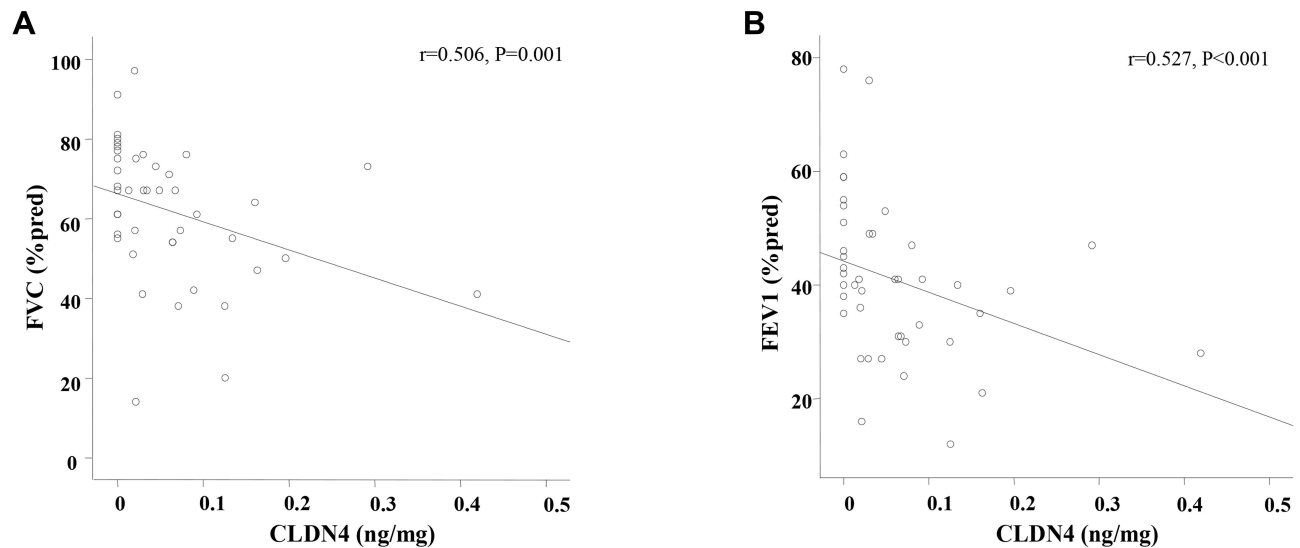 A
r=0.506, P=0.001
100
80
60
40
20
0
FVC (%pred)
0 0.1 0.2 0.3 0.4 0.5
CLDN4 (ng/mg)
B
r=0.527, P<0.001
80
60
40
20
FEV1 (%pred)
0 0.1 0.2 0.3 0.4 0.5
CLDN4 (ng/mg)